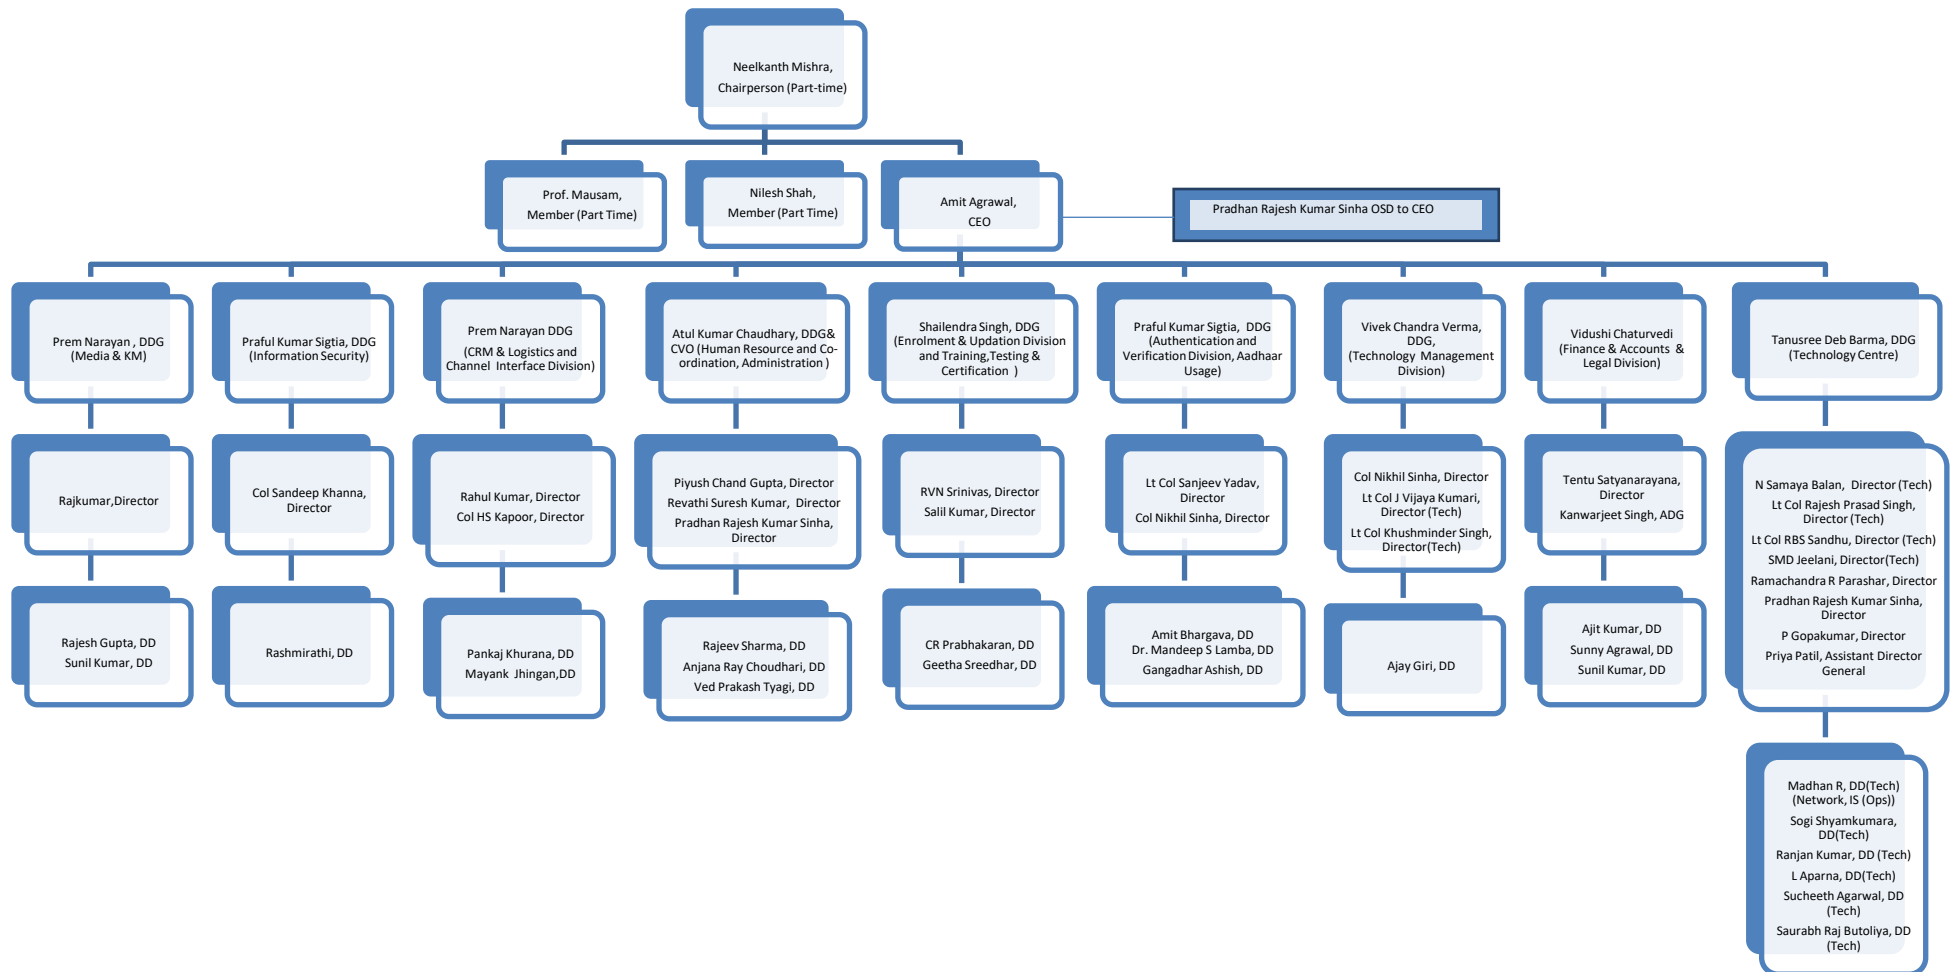 Neelkanth Mishra,
Chairperson (Part-time)
Prof. Mausam,
Member (Part Time)
Nilesh Shah,
Member (Part Time)
Amit Agrawal,
CEO
Pradhan Rajesh Kumar Sinha OSD to CEO
Prem Narayan , DDG
(Media & KM)
Praful Kumar Sigtia, DDG
(Information Security)
Prem Narayan DDG
(CRM & Logistics and
Channel Interface Division)
Atul Kumar Chaudhary, DDG&
CVO (Human Resource and Co-
ordination, Administration )
Shailendra Singh, DDG
(Enrolment & Updation Division
and Training,Testing &
Certification )
Praful Kumar Sigtia, DDG
(Authentication and
Verification Division, Aadhaar
Usage)
Vivek Chandra Verma,
DDG,
(Technology Management
Division)
Vidushi Chaturvedi
(Finance & Accounts &
Legal Division)
Tanusree Deb Barma, DDG
(Technology Centre)
Rajkumar,Director
Col Sandeep Khanna,
Director
Rahul Kumar, Director
Col HS Kapoor, Director
Piyush Chand Gupta, Director
Revathi Suresh Kumar, Director
Pradhan Rajesh Kumar Sinha,
Director
RVN Srinivas, Director
Salil Kumar, Director
Lt Col Sanjeev Yadav,
Director
Col Nikhil Sinha, Director
Col Nikhil Sinha, Director
Lt Col J Vijaya Kumari,
Director (Tech)
Lt Col Khushminder Singh,
Director(Tech)
Tentu Satyanarayana,
Director
Kanwarjeet Singh, ADG
N Samaya Balan, Director (Tech)
Lt Col Rajesh Prasad Singh,
Director (Tech)
Lt Col RBS Sandhu, Director (Tech)
SMD Jeelani, Director(Tech)
Ramachandra R Parashar, Director
Pradhan Rajesh Kumar Sinha,
Director
P Gopakumar, Director
Priya Patil, Assistant Director
General
Rajesh Gupta, DD
Sunil Kumar, DD
Rashmirathi, DD
Pankaj Khurana, DD
Mayank Jhingan,DD
Rajeev Sharma, DD
Anjana Ray Choudhari, DD
Ved Prakash Tyagi, DD
CR Prabhakaran, DD
Geetha Sreedhar, DD
Amit Bhargava, DD
Dr. Mandeep S Lamba, DD
Gangadhar Ashish, DD
Ajay Giri, DD
Ajit Kumar, DD
Sunny Agrawal, DD
Sunil Kumar, DD
Madhan R, DD(Tech)
(Network, IS (Ops))
Sogi Shyamkumara,
DD(Tech)
Ranjan Kumar, DD (Tech)
L Aparna, DD(Tech)
Sucheeth Agarwal, DD
(Tech)
Saurabh Raj Butoliya, DD
(Tech)